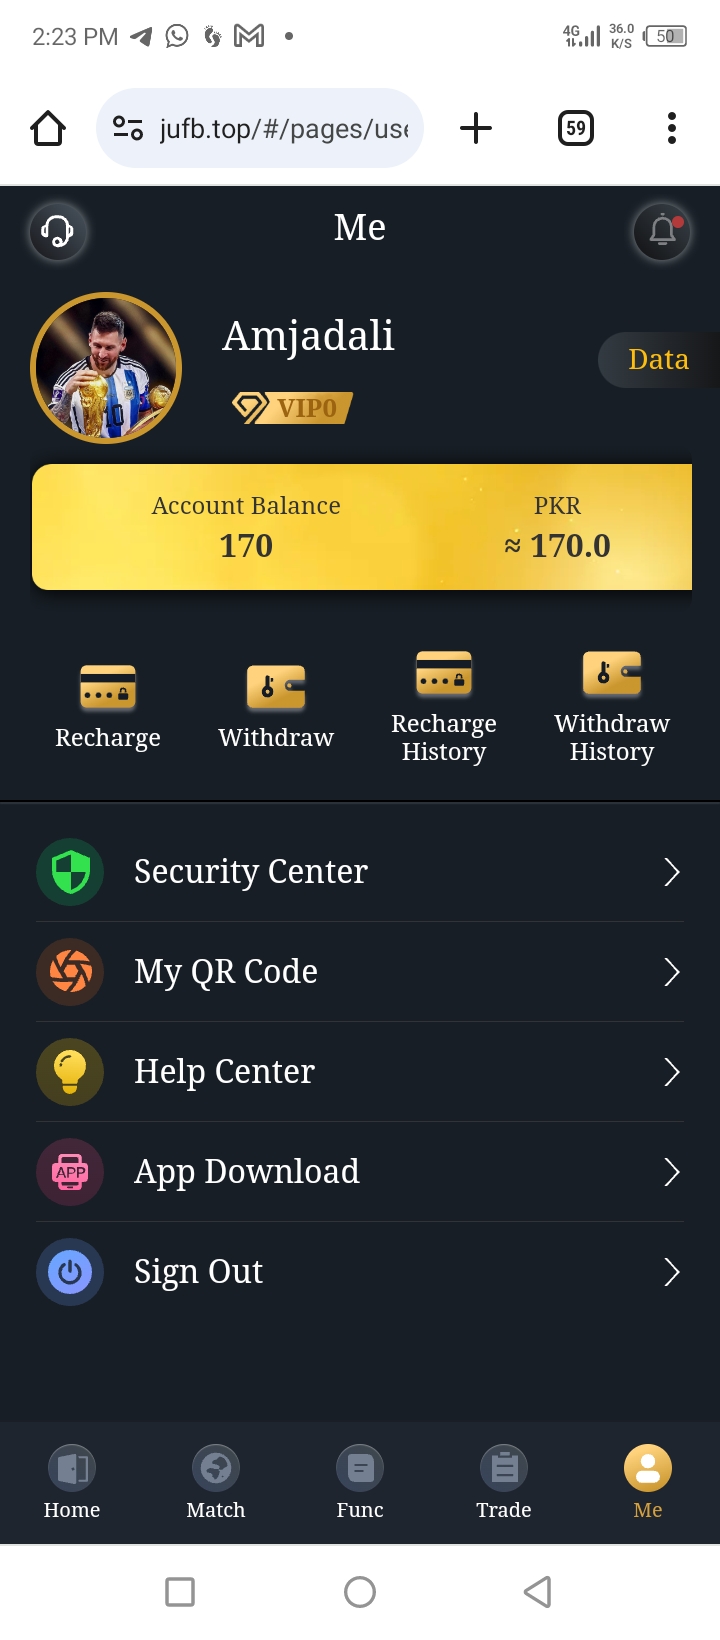 2:23 PM
4G
36.0
K/S
50
jufb.top/#/pages/use
59
Me
Amjadali
VIP0
Data
Account Balance
PKR
170
≈ 170.0
Recharge
Withdraw
Recharge
History
Withdraw
History
Security Center
My QR Code
Help Center
APP
App Download
Sign Out
Home
Match
Func
Trade
Me